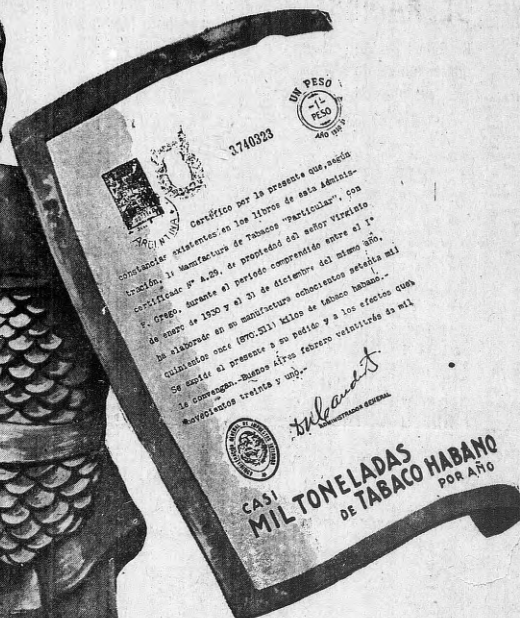 UN PESO
-1-
PESO
3.740323
ARGENTINA
Certifico por la presente que, según
constancias existentes en los libros de esta Adminis-
tración, la Manufactura de Tabacos "Particular", con
certificado Nº A.29, de propiedad del señor Virginio
F. Grego, durante el periodo comprendido entre el 1º
de enero de 1930 y el 31 de diciembre del mismo año,
ha elaborado en su manufactura ochocientos setenta mil
quinientos once (870.511) kilos de tabaco habano.-
Se expide el presente a su pedido y a los efectos que
le convengan.-Buenos Aires febrero veintitrés de mil
novecientos treinta y uno.-
ADMINISTRADOR GENERAL
CASI
MIL TONELADAS
DE TABACO HABANO
POR AÑO